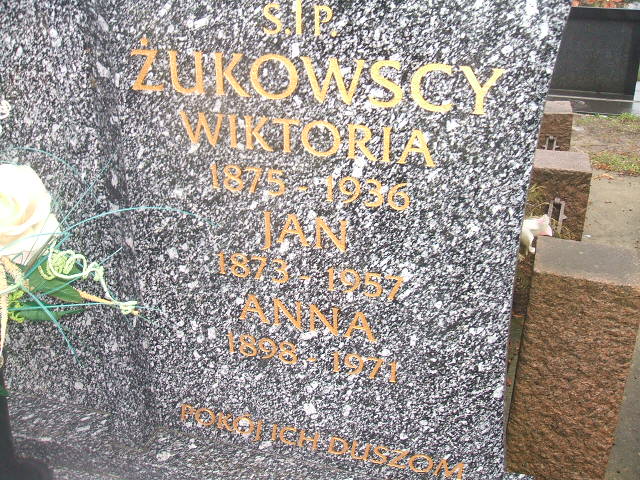 Ś.P.
ŻUKOWSCY
WIKTORIA
1875 - 1936
JAN
1873 - 1957
ANNA
1898 - 1971
POKÓJ ICH DUSZOM